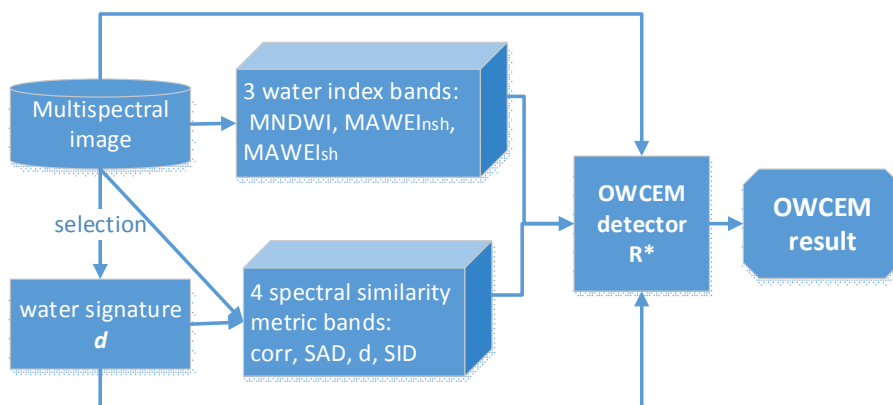 Multispectral
image
3 water index bands:
MNDWI, MAWEInsh,
MAWEIsh
selection
water signature
d
4 spectral similarity
metric bands:
corr, SAD, d, SID
OWCEM
detector
R*
OWCEM
result